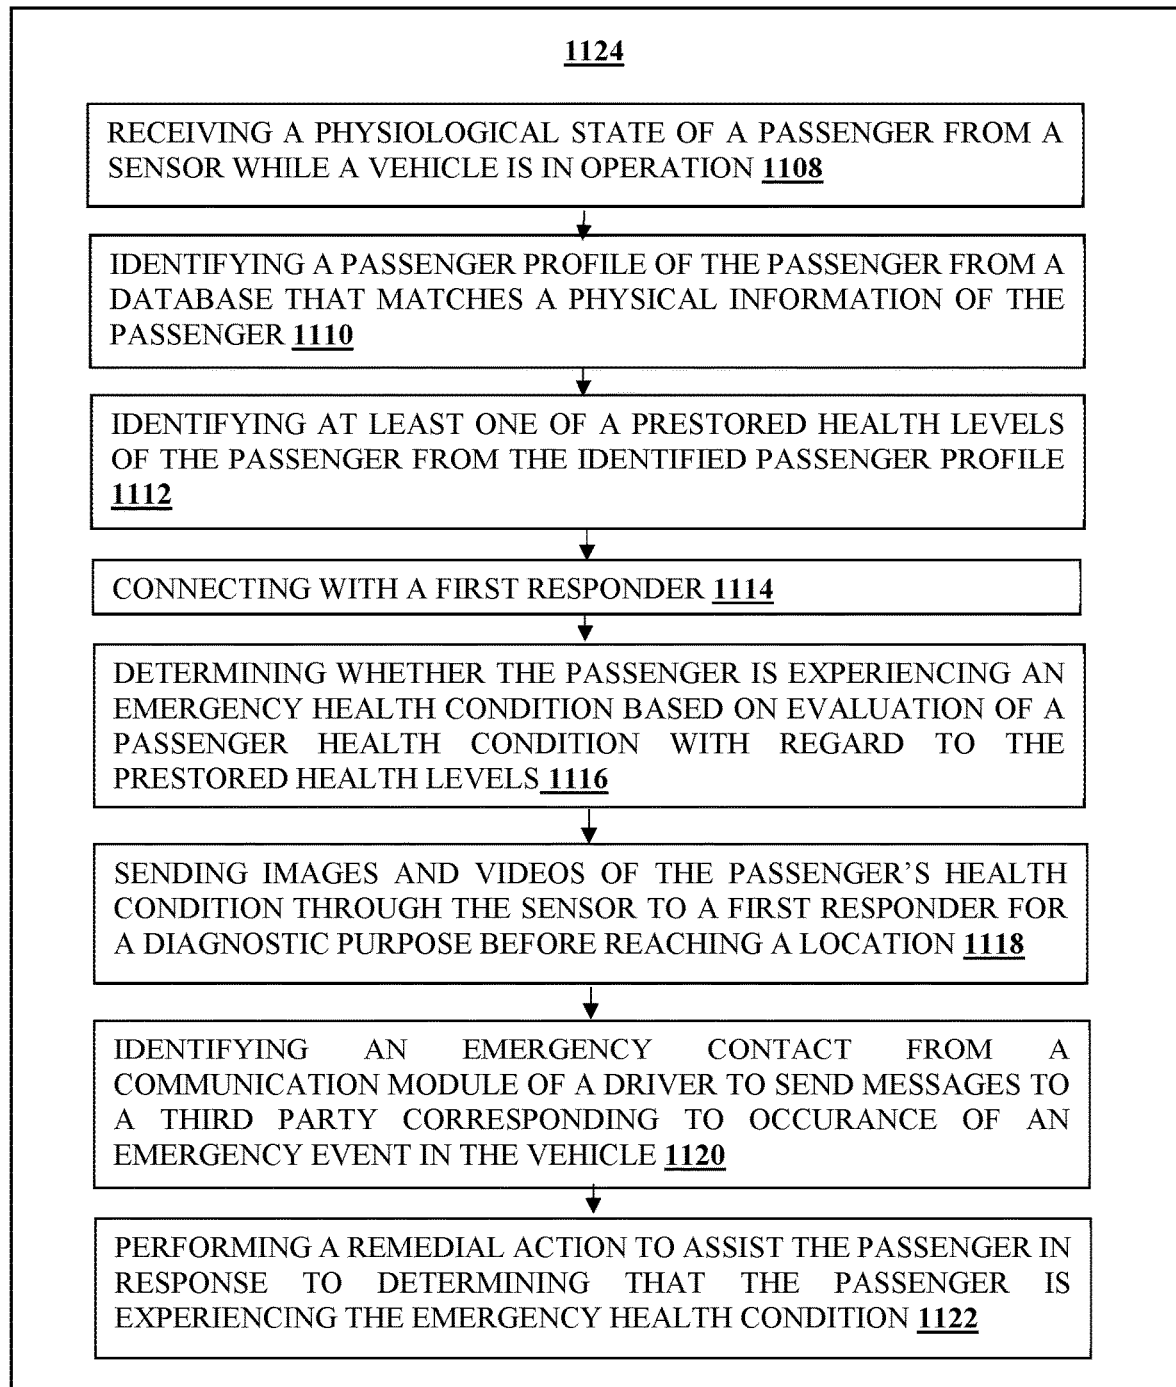 1124
RECEIVING A PHYSIOLOGICAL STATE OF A PASSENGER FROM A
SENSOR WHILE A VEHICLE IS IN OPERATION 1108
IDENTIFYING A PASSENGER PROFILE OF THE PASSENGER FROM A
DATABASE THAT MATCHES A PHYSICAL INFORMATION OF THE
PASSENGER 1110
IDENTIFYING AT LEAST ONE OF A PRESTORED HEALTH LEVELS
OF THE PASSENGER FROM THE IDENTIFIED PASSENGER PROFILE
1112
CONNECTING WITH A FIRST RESPONDER 1114
DETERMINING WHETHER THE PASSENGER IS EXPERIENCING AN
EMERGENCY HEALTH CONDITION BASED ON EVALUATION OF A
PASSENGER HEALTH CONDITION WITH REGARD TO THE
PRESTORED HEALTH LEVELS 1116
SENDING IMAGES AND VIDEOS OF THE PASSENGER'S HEALTH
CONDITION THROUGH THE SENSOR TO A FIRST RESPONDER FOR
A DIAGNOSTIC PURPOSE BEFORE REACHING A LOCATION 1118
IDENTIFYING AN EMERGENCY CONTACT FROM A
COMMUNICATION MODULE OF A DRIVER TO SEND MESSAGES TO
A THIRD PARTY CORRESPONDING TO OCCURANCE OF AN
EMERGENCY EVENT IN THE VEHICLE 1120
PERFORMING A REMEDIAL ACTION TO ASSIST THE PASSENGER IN
RESPONSE TO DETERMINING THAT THE PASSENGER IS
EXPERIENCING THE EMERGENCY HEALTH CONDITION 1122